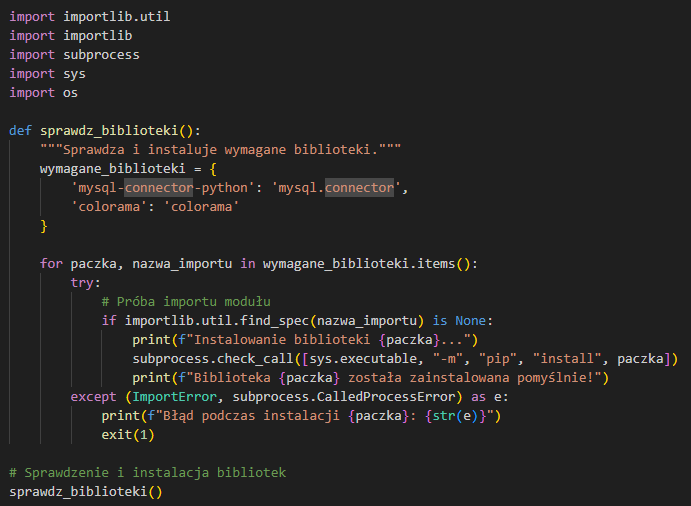 import importlib.util
import importlib
import subprocess
import sys
import os

def sprawdz_biblioteki():
    """Sprawdza i instaluje wymagane biblioteki."""
    wymagane_biblioteki = {
        'mysql-connector-python': 'mysql.connector',
        'colorama': 'colorama'
    }

    for paczka, nazwa_importu in wymagane_biblioteki.items():
        try:
            # Próba importu modułu
            if importlib.util.find_spec(nazwa_importu) is None:
                print(f"Instalowanie biblioteki {paczka}...")
                subprocess.check_call([sys.executable, "-m", "pip", "install", paczka])
                print(f"Biblioteka {paczka} została zainstalowana pomyślnie!")
        except (ImportError, subprocess.CalledProcessError) as e:
            print(f"Błąd podczas instalacji {paczka}: {str(e)}")
            exit(1)

# Sprawdzenie i instalacja bibliotek
sprawdz_biblioteki()